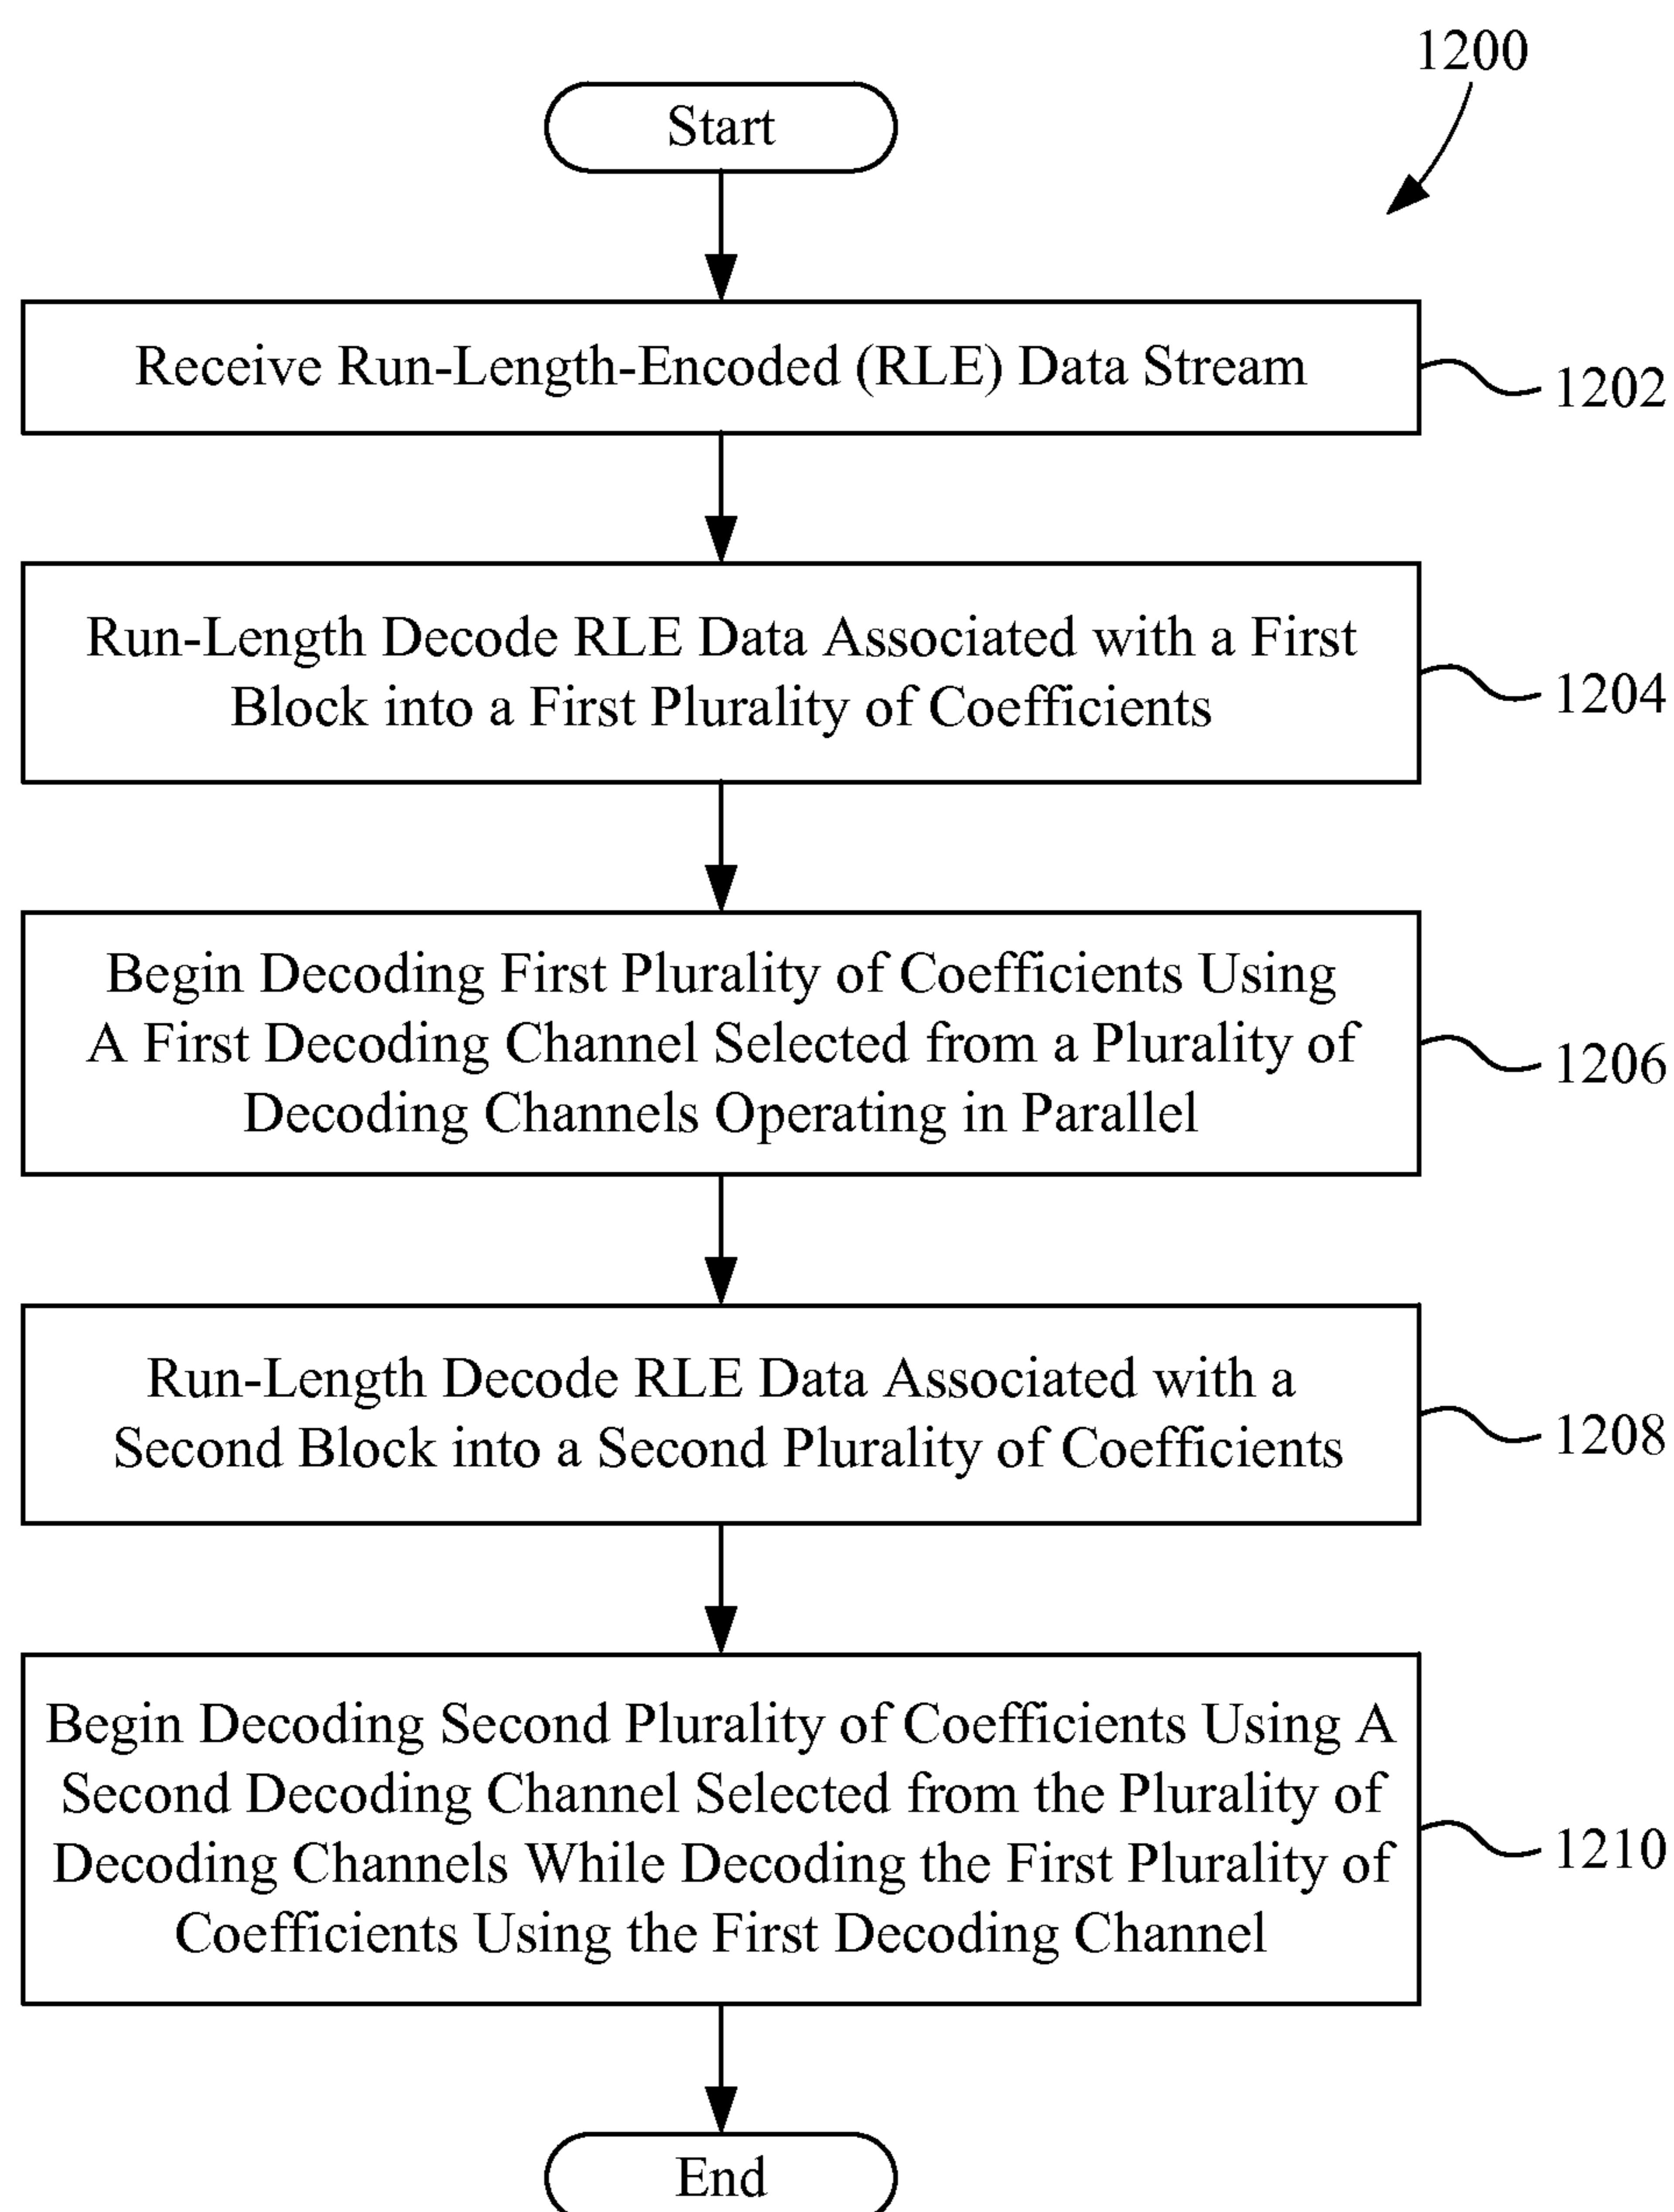 1200
Start
Receive Run-Length-Encoded (RLE) Data Stream
1202
Run-Length Decode RLE Data Associated with a First
Block into a First Plurality of Coefficients
1204
Begin Decoding First Plurality of Coefficients Using
A First Decoding Channel Selected from a Plurality of
Decoding Channels Operating in Parallel
1206
Run-Length Decode RLE Data Associated with a
Second Block into a Second Plurality of Coefficients
1208
Begin Decoding Second Plurality of Coefficients Using A
Second Decoding Channel Selected from the Plurality of
Decoding Channels While Decoding the First Plurality of
Coefficients Using the First Decoding Channel
1210
End